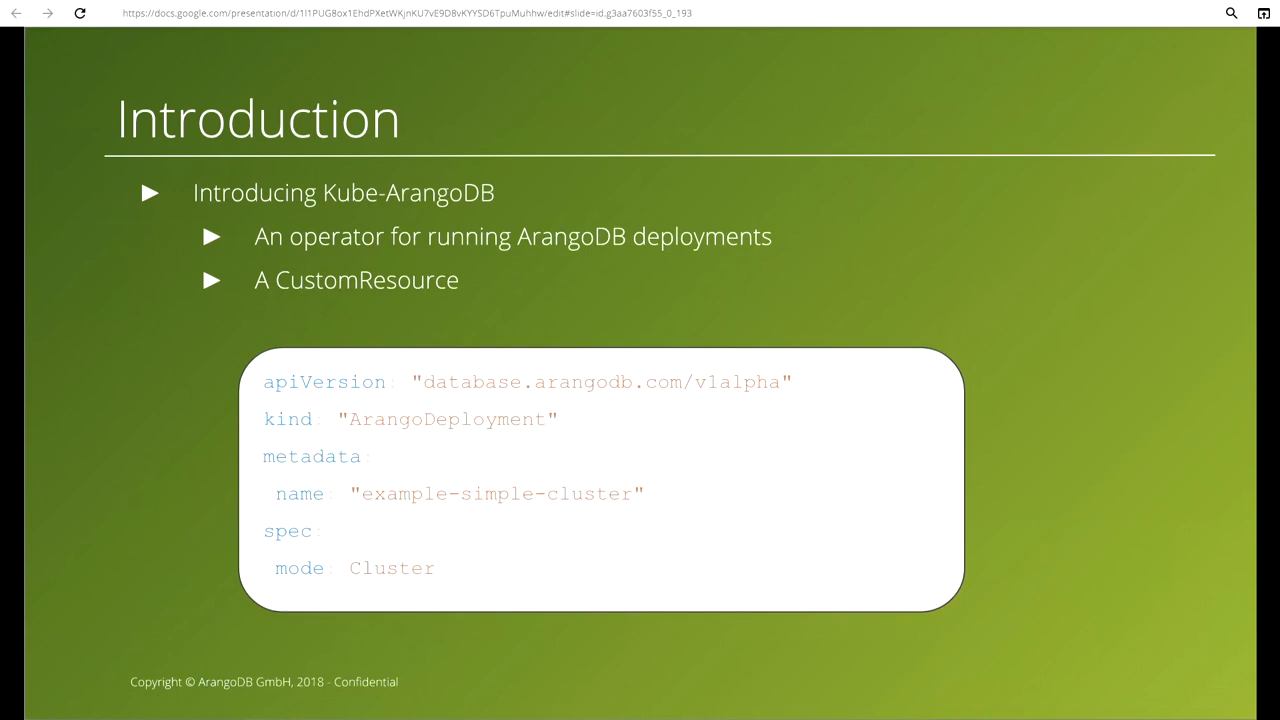 https://docs.google.com/presentation/d/1l1PUG8ox1EhdPXetWKjnKU7vE9D8vKYYSD6TpuMuhhw/edit#slide=id.g3aa7603f55_0_193
Introduction
Introducing Kube-ArangoDB
An operator for running ArangoDB deployments
A CustomResource
apiVersion: "database.arangodb.com/v1alpha"
kind: "ArangoDeployment"
metadata:
name: "example-simple-cluster"
spec:
mode: Cluster
Copyright © ArangoDB GmbH, 2018 - Confidential